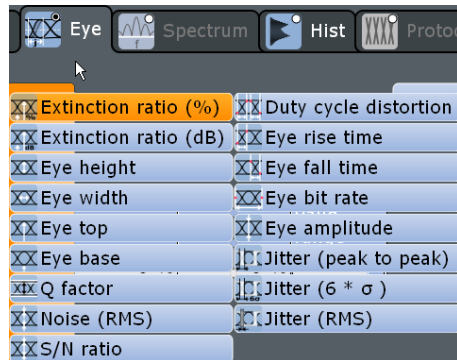 Eye Spectrum Hist Proto
Extinction ratio (%)
Extinction ratio (dB)
Eye height
Eye width
Eye top
Eye base
Q factor
Noise (RMS)
S/N ratio
Duty cycle distortion
Eye rise time
Eye fall time
Eye bit rate
Eye amplitude
Jitter (peak to peak)
Jitter (6 * σ )
Jitter (RMS)